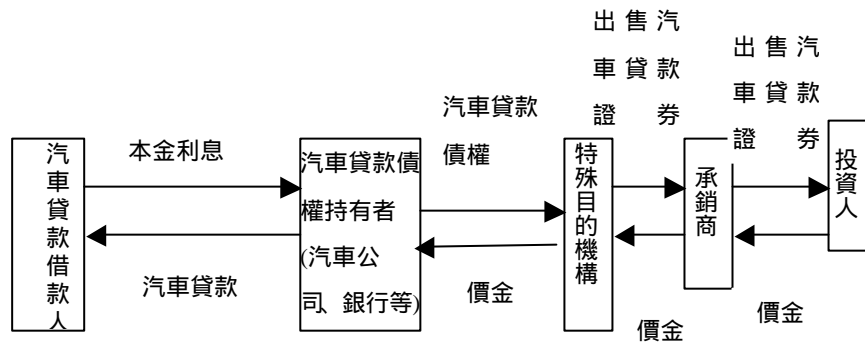 汽車貸款借款人
本金利息
汽車貸款
汽車貸款債
權持有者
(汽車公
司、銀行等)
汽車貸款
債權
價金
特殊目的機構
出售汽
車貸款
證券
價金
承銷商
出售汽
車貸款
證券
價金
投資人